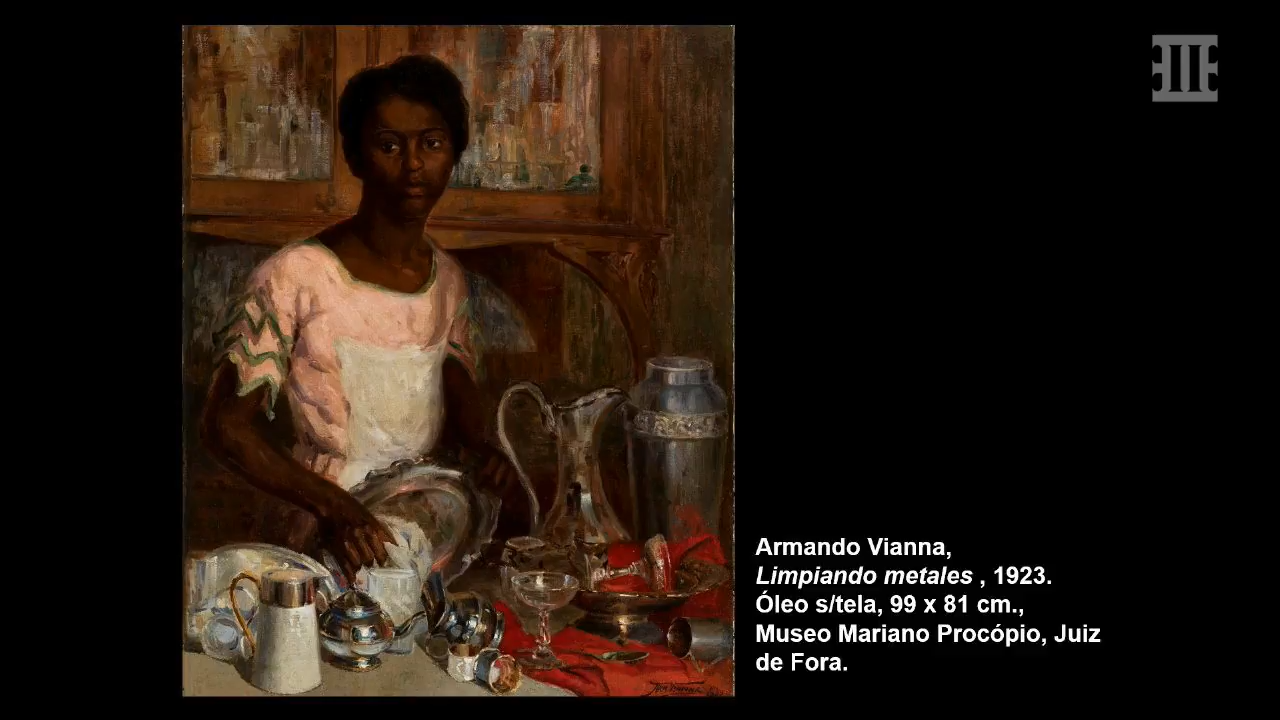 Armando Vianna,
Limpiando metales , 1923.
Óleo s/tela, 99 x 81 cm.,
Museo Mariano Procópio, Juiz
de Fora.